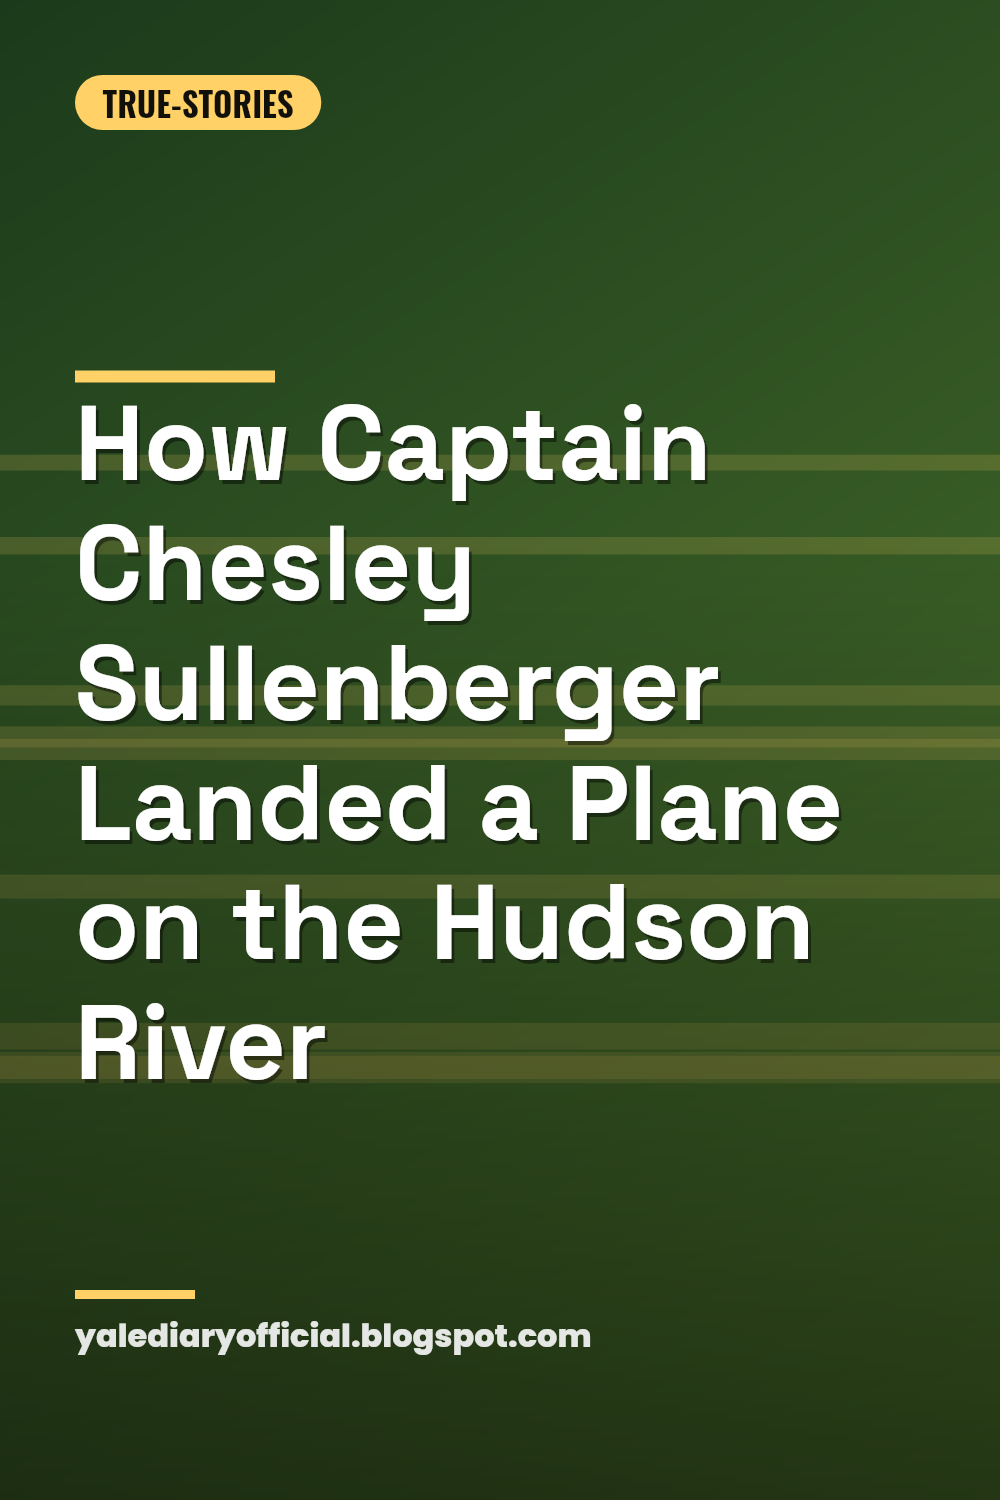 TRUE-STORIES
How Captain
Chesley
Sullenberger
Landed a Plane
on the Hudson
River
yalediaryofficial.blogspot.com